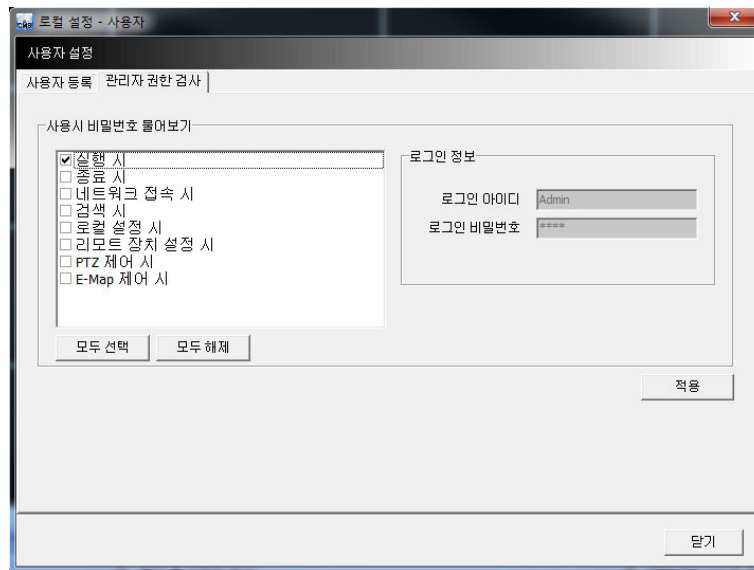 CMS 로컬 설정 - 사용자
사용자 설정
사용자 등록 관리자 권한 검사
사용시 비밀번호 물어보기
실행 시
종료 시
네트워크 접속 시
검색 시
로컬 설정 시
리모트 장치 설정 시
PTZ 제어 시
E-Map 제어 시
모두 선택 모두 해제
로그인 정보
로그인 아이디 Admin
로그인 비밀번호 ****
적용
닫기